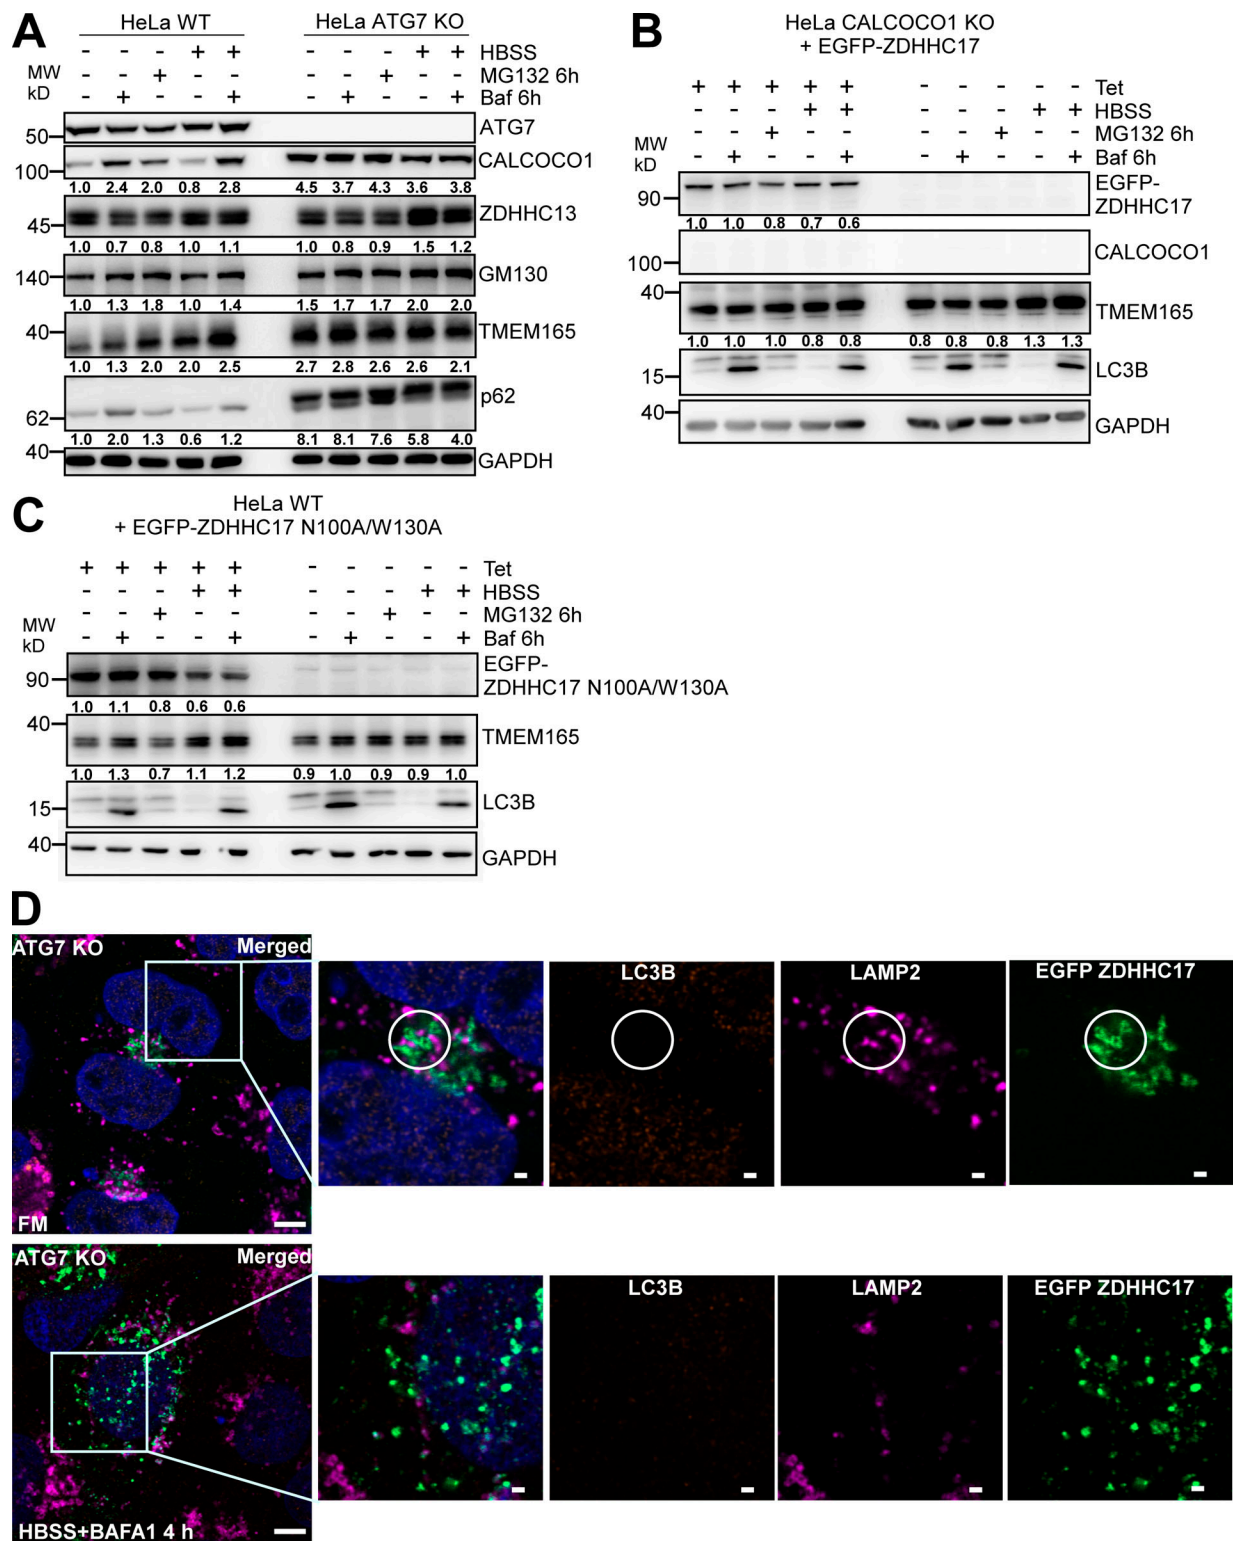 A
HeLa WT
HeLa ATG7 KO
- - - + + - - - + + HBSS
- - + - - - - + - - MG132 6h
- + - - + - + - - + Baf 6h
MW
kD
50 ATG7
100 CALCOCO1
1.0 2.4 2.0 0.8 2.8 4.5 3.7 4.3 3.6 3.8
45 ZDHHC13
1.0 0.7 0.8 1.0 1.1 1.0 0.8 0.9 1.5 1.2
140 GM130
1.0 1.3 1.8 1.0 1.4 1.5 1.7 1.7 2.0 2.0
40 TMEM165
1.0 1.3 2.0 2.0 2.5 2.7 2.8 2.6 2.6 2.1
62 p62
1.0 2.0 1.3 0.6 1.2 8.1 8.1 7.6 5.8 4.0
40 GAPDH
B
HeLa CALCOCO1 KO
+ EGFP-ZDHHC17
+ + + + + - - - - - Tet
- - - + + - - - + + HBSS
- - + - - - - + - - MG132 6h
- + - - + - + - - + Baf 6h
MW
kD
90 EGFP-
ZDHHC17
1.0 1.0 0.8 0.7 0.6
100 CALCOCO1
40 TMEM165
1.0 1.0 1.0 0.8 0.8 0.8 0.8 0.8 1.3 1.3
15 LC3B
40 GAPDH
C
HeLa WT
+ EGFP-ZDHHC17 N100A/W130A
+ + + + + - - - - - Tet
- - - + + - - - + + HBSS
- - + - - - - + - - MG132 6h
- + - - + - + - - + Baf 6h
MW
kD
90 EGFP-
ZDHHC17 N100A/W130A
1.0 1.1 0.8 0.6 0.6
40 TMEM165
1.0 1.3 0.7 1.1 1.2 0.9 1.0 0.9 0.9 1.0
15 LC3B
40 GAPDH
D
ATG7 KO Merged
LC3B LAMP2 EGFP ZDHHC17
FM
ATG7 KO Merged
LC3B LAMP2 EGFP ZDHHC17
HBSS+BAFA1 4 h